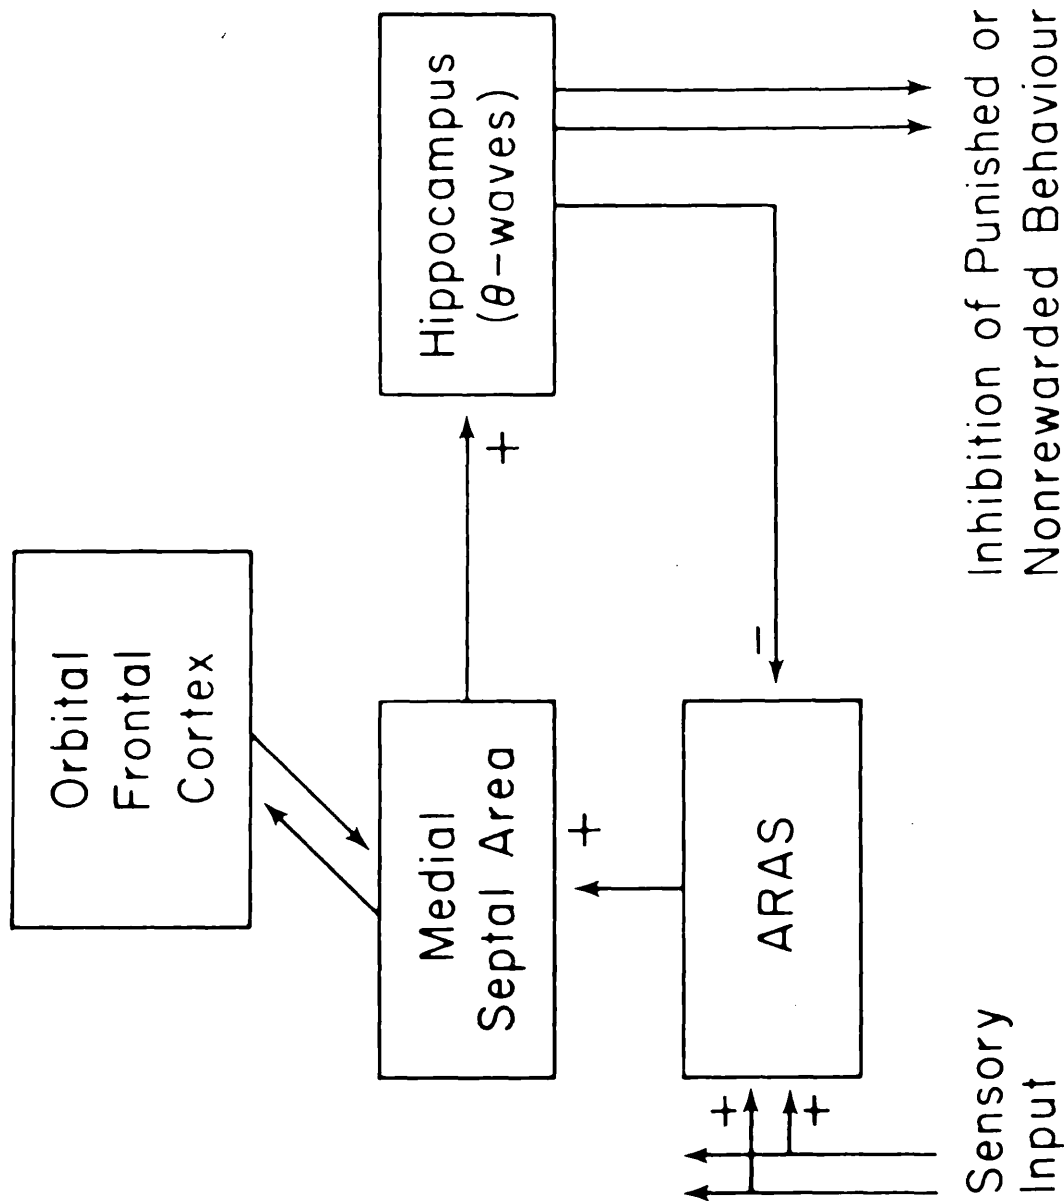 Orbital
Frontal
Cortex
Medial
Septal Area
+
Hippocampus
(θ-waves)
+
ARAS
-
+
+
Sensory
Input
Inhibition of Punished or
Nonrewarded Behaviour